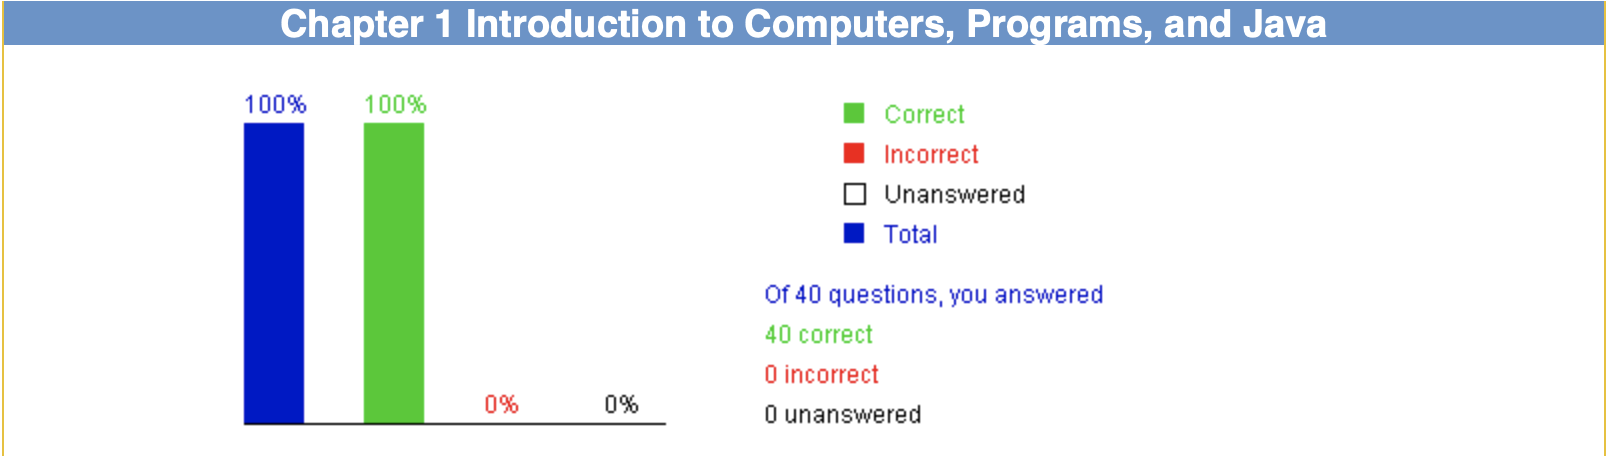 Chapter 1 Introduction to Computers, Programs, and Java
100% 100%
0% 0%
Correct
Incorrect
Unanswered
Total
Of 40 questions, you answered
40 correct
0 incorrect
0 unanswered